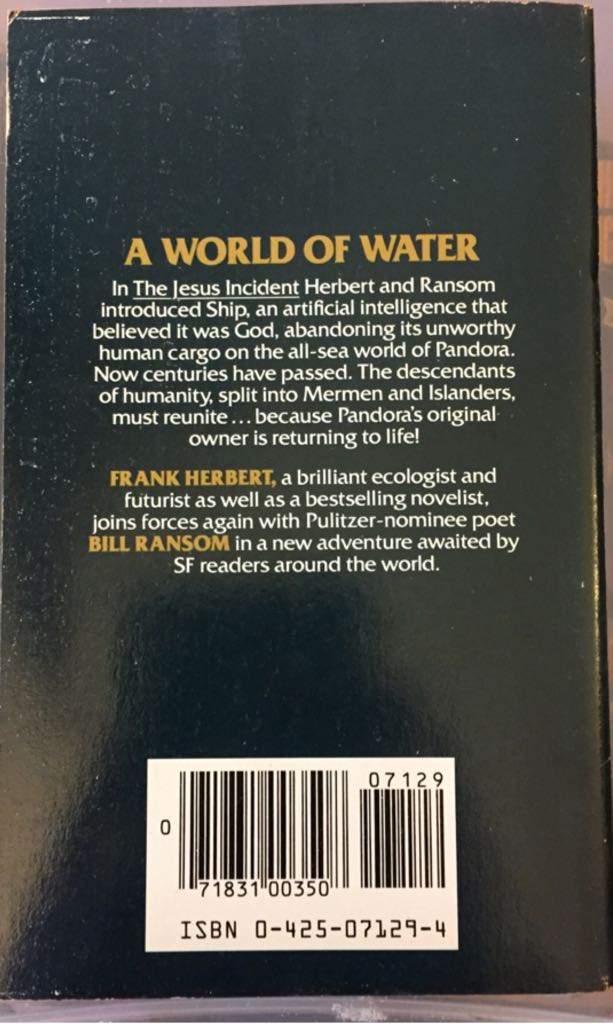 A WORLD OF WATER
In The Jesus Incident Herbert and Ransom
introduced Ship, an artificial intelligence that
believed it was God, abandoning its unworthy
human cargo on the all-sea world of Pandora.
Now centuries have passed. The descendants
of humanity, split into Mermen and Islanders,
must reunite...because Pandora's original
owner is returning to life!
FRANK HERBERT, a brilliant ecologist and
futurist as well as a bestselling novelist,
joins forces again with Pulitzer-nominee poet
BILL RANSOM in a new adventure awaited by
SF readers around the world.
07129
0
71831 00350
ISBN 0-425-07129-4